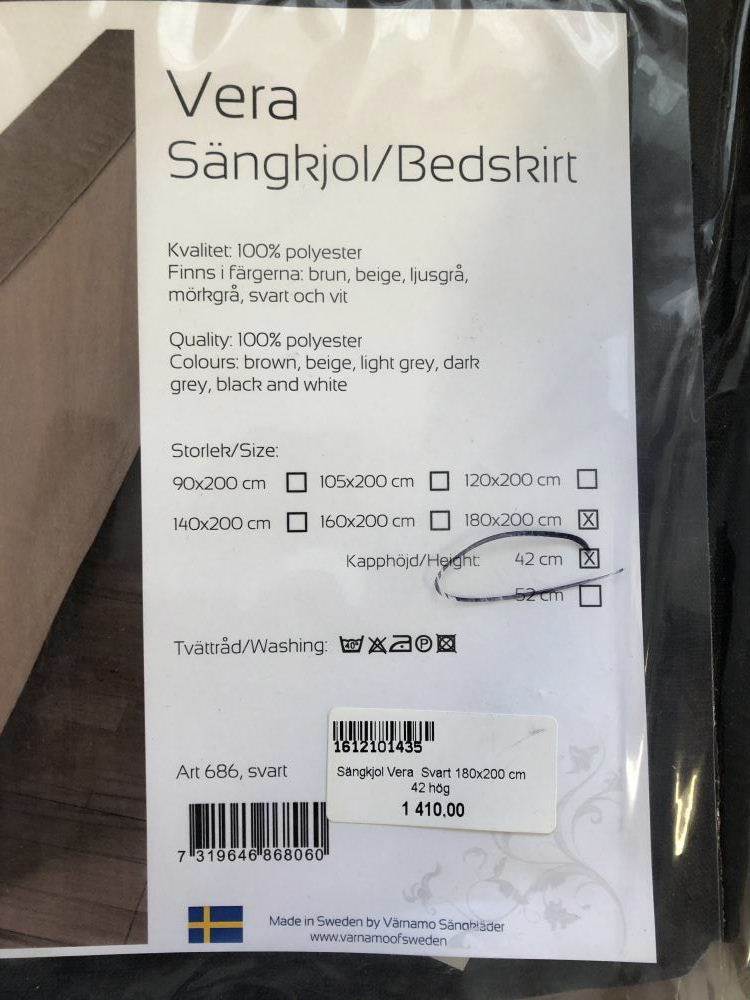 Vera
Sängkjol/Bedskirt
Kvalitet: 100% polyester
Finns i färgerna: brun, beige, ljusgrå,
mörkgrå, svart och vit
Quality: 100% polyester
Colours: brown, beige, light grey, dark
grey, black and white
Storlek/Size:
90x200 cm 105x200 cm 120x200 cm
140x200 cm 160x200 cm 180x200 cm X
Kapphöjd/Height: 42 cm X
52 cm
Tvättråd/Washing: 40° P
1612101435
Art 686, svart
Sängkjol Vera Svart 180x200 cm
42 hög
1 410,00
7 319646 868060
Made in Sweden by Värnamo Sängkläder
www.varnamoofsweden